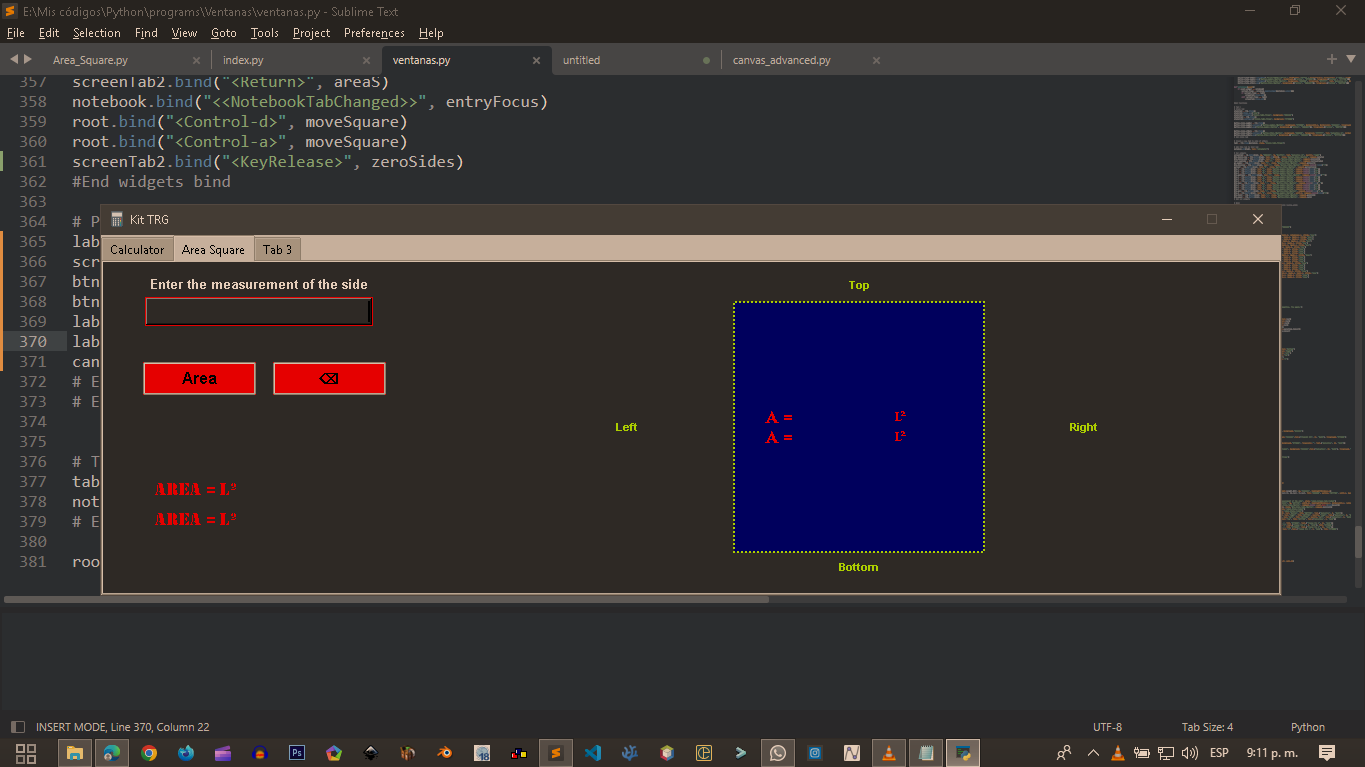 E:\Mis códigos\Python\programs\Ventanas\ventanas.py - Sublime Text
File Edit Selection Find View Goto Tools Project Preferences Help
Area_Square.py index.py ventanas.py untitled canvas_advanced.py
357 screenTab2.bind("<Return>", areaS)
358 notebook.bind("<<NotebookTabChanged>>", entryFocus)
359 root.bind("<Control-d>", moveSquare)
360 root.bind("<Control-a>", moveSquare)
361 screenTab2.bind("<KeyRelease>", zeroSides)
362 #End widgets bind
363
364 # P
365 lab
366 scr
367 btn
368 btn
369 lab
370 lab
371 can
372 # E
373 # E
374
375
376 # T
377 tab
378 not
379 # E
380
381 roo
Kit TRG
Calculator Area Square Tab 3
Enter the measurement of the side
Area ⌫
AREA = L²
AREA = L²
Top
Left
A = L²
A = L²
Right
Bottom
INSERT MODE, Line 370, Column 22 UTF-8 Tab Size: 4 Python
Ps 18 ESP 9:11 p. m.